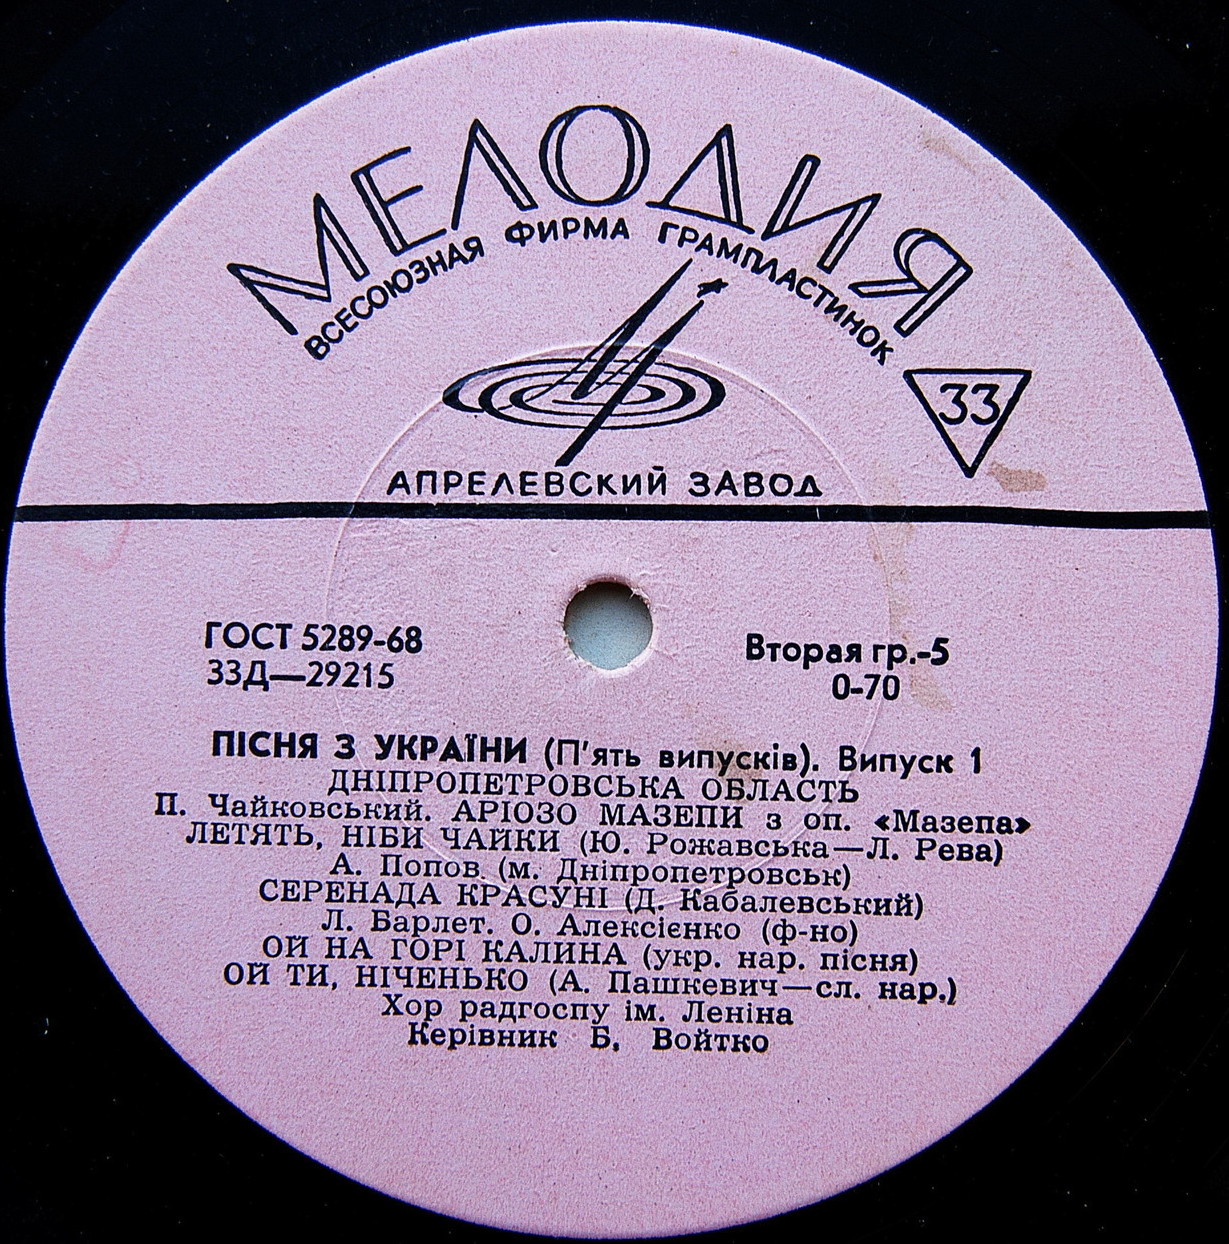 МЕЛОДИЯ
ВСЕСОЮЗНАЯ ФИРМА ГРАМПЛАСТИНОК
33
АПРЕЛЕВСКИЙ ЗАВОД
ГОСТ 5289-68
33Д—29215
Вторая гр.-5
0-70
ПІСНЯ З УКРАЇНИ (П'ять випусків). Випуск 1
ДНІПРОПЕТРОВСЬКА ОБЛАСТЬ
П. Чайковський. АРІОЗО МАЗЕПИ з оп. «Мазепа»
ЛЕТЯТЬ, НІБИ ЧАЙКИ (Ю. Рожавська—Л. Рева)
А. Попов (м. Дніпропетровськ)
СЕРЕНАДА КРАСУНІ (Д. Кабалевський)
Л. Барлет. О. Алексієнко (ф-но)
ОЙ НА ГОРІ КАЛИНА (укр. нар. пісня)
ОЙ ТИ, НІЧЕНЬКО (А. Пашкевич—сл. нар.)
Хор радгоспу ім. Леніна
Керівник Б. Войтко